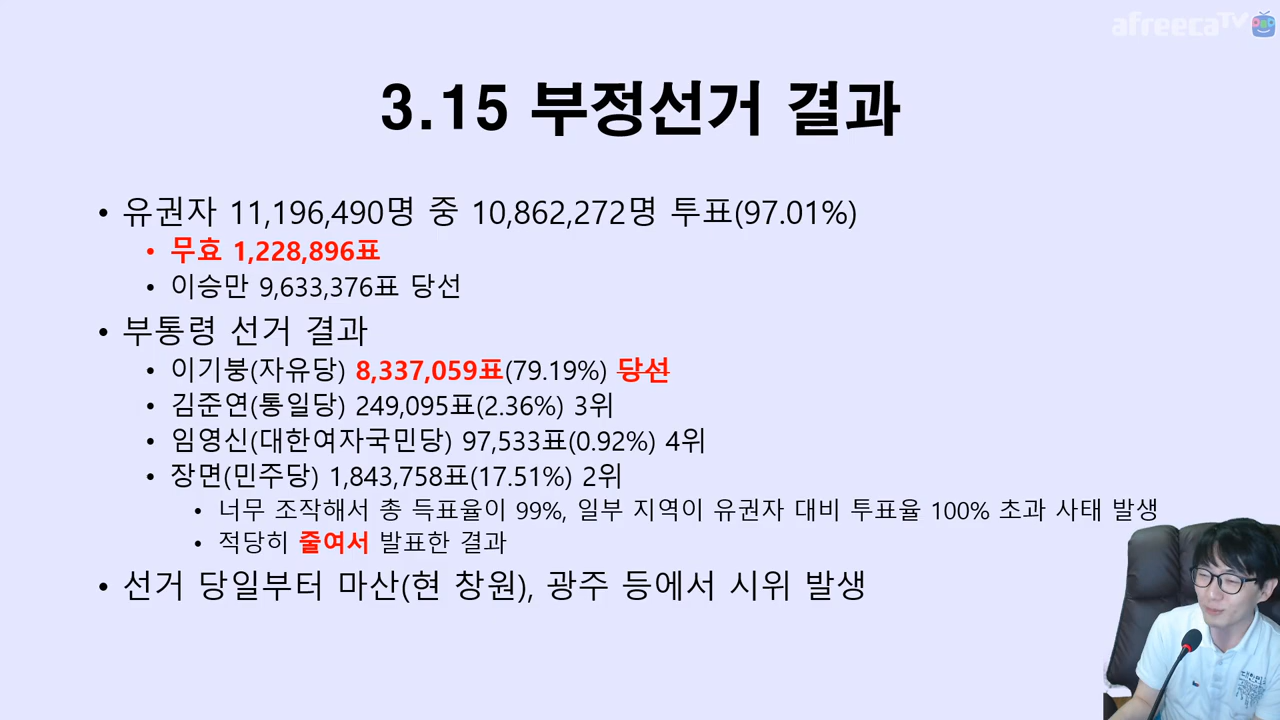 afreecaTV
3.15 부정선거 결과
• 유권자 11,196,490명 중 10,862,272명 투표(97.01%)
• 무효 1,228,896표
• 이승만 9,633,376표 당선
• 부통령 선거 결과
• 이기붕(자유당) 8,337,059표(79.19%) 당선
• 김준연(통일당) 249,095표(2.36%) 3위
• 임영신(대한여자국민당) 97,533표(0.92%) 4위
• 장면(민주당) 1,843,758표(17.51%) 2위
• 너무 조작해서 총 득표율이 99%, 일부 지역이 유권자 대비 투표율 100% 초과 사태 발생
• 적당히 줄여서 발표한 결과
• 선거 당일부터 마산(현 창원), 광주 등에서 시위 발생